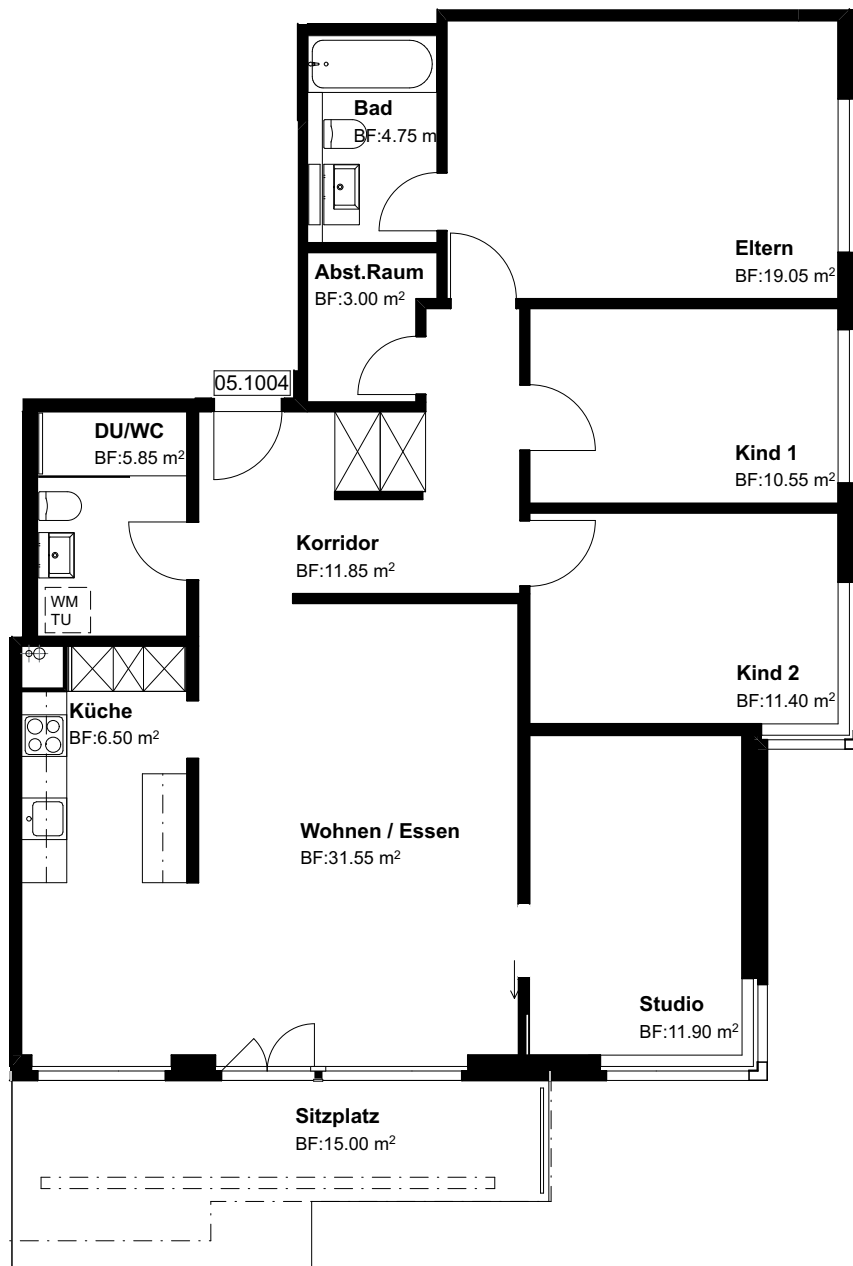 Bad
BF:4.75 m
Eltern
BF:19.05 m²
Abst.Raum
BF:3.00 m²
05.1004
DU/WC
BF:5.85 m²
Kind 1
BF:10.55 m²
Korridor
BF:11.85 m²
WM
TU
Kind 2
BF:11.40 m²
Küche
BF:6.50 m²
Wohnen / Essen
BF:31.55 m²
Studio
BF:11.90 m²
Sitzplatz
BF:15.00 m²